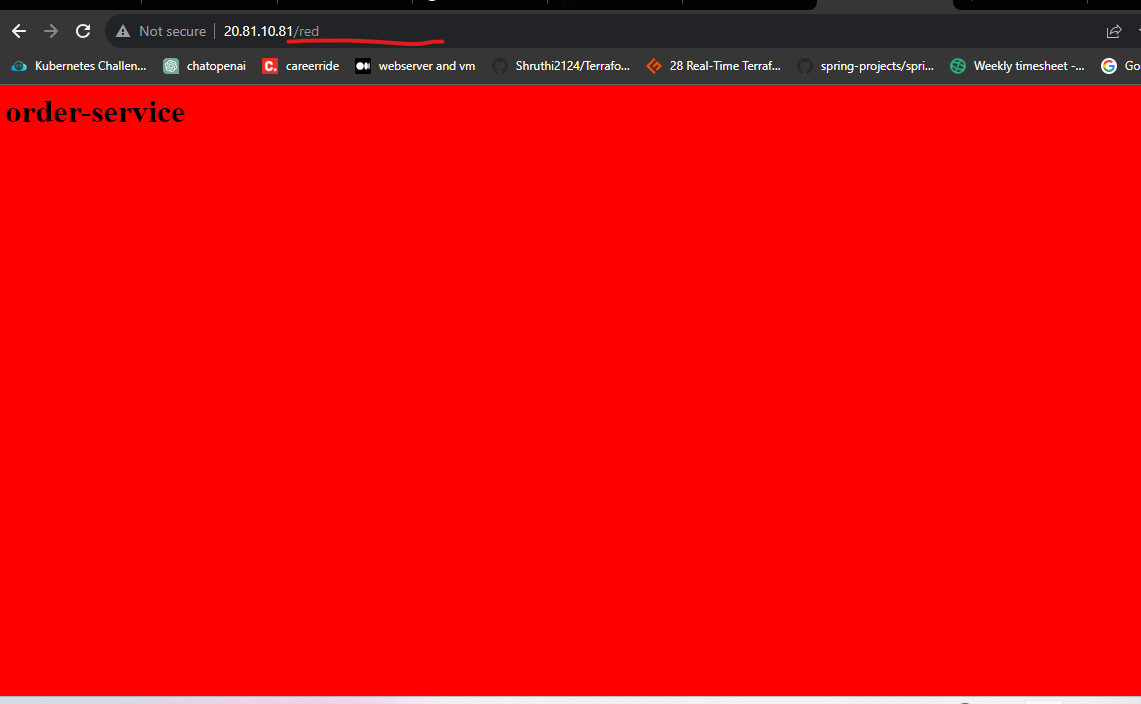 Not secure 20.81.10.81/red
Kubernetes Challen... chatopenai careerride webserver and vm Shruthi2124/Terrafo... 28 Real-Time Terraf... spring-projects/spri... Weekly timesheet -... Go
order-service